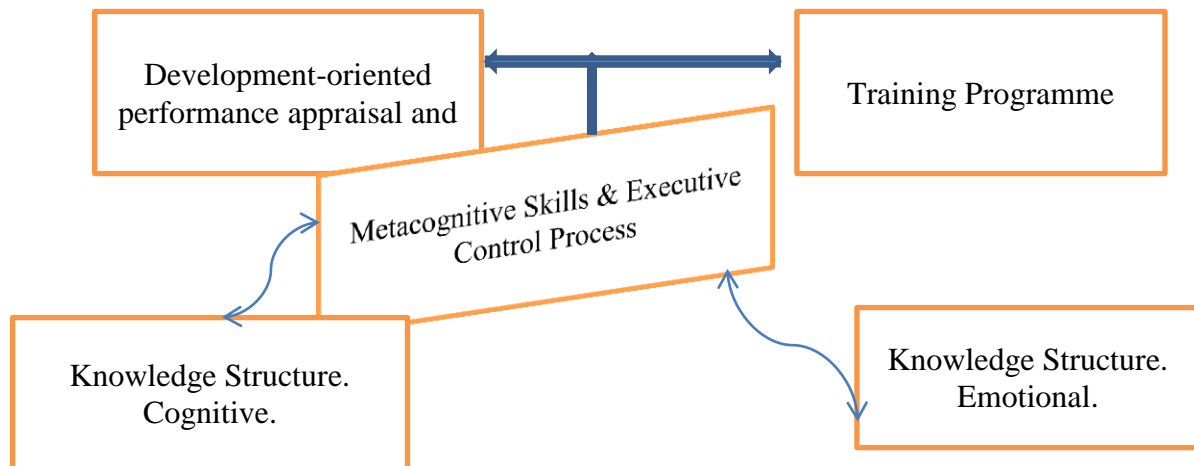 Development-oriented
performance appraisal and
Training Programme
Metacognitive Skills & Executive
Control Process
Knowledge Structure.
Cognitive.
Knowledge Structure.
Emotional.